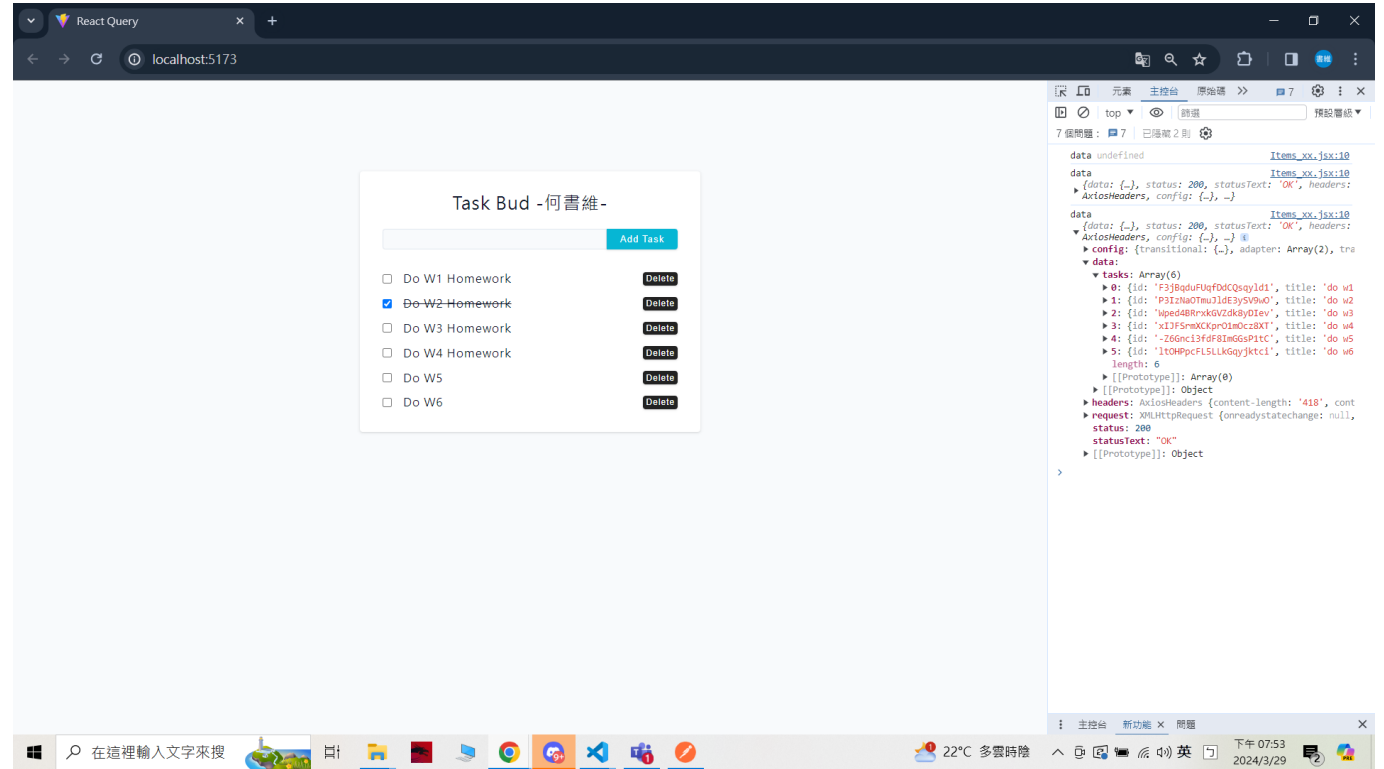 React Query
localhost:5173
書維
元素 主控台 原始碼 7
top 篩選 預設層級
7 個問題： 7 已隱藏 2 則
data undefined Items_xx.jsx:10
data Items_xx.jsx:10
{data: {…}, status: 200, statusText: 'OK', headers:
AxiosHeaders, config: {…}, …}
data Items_xx.jsx:10
{data: {…}, status: 200, statusText: 'OK', headers:
AxiosHeaders, config: {…}, …}
config: {transitional: {…}, adapter: Array(2), tra
data:
tasks: Array(6)
0: {id: 'F3jBqduFUqfDdCQsqyld1', title: 'do w1
1: {id: 'P3IzNaOTmuJldE3ySV9wO', title: 'do w2
2: {id: 'Wped4BRrxkGVZdk8yDIev', title: 'do w3
3: {id: 'xIJFSrmXCKprO1mOcz8XT', title: 'do w4
4: {id: '-Z6Gnci3fdF8ImGGsP1tC', title: 'do w5
5: {id: 'ltOHPpcFL5LLkGqyjktci', title: 'do w6
length: 6
[[Prototype]]: Array(0)
[[Prototype]]: Object
headers: AxiosHeaders {content-length: '418', cont
request: XMLHttpRequest {onreadystatechange: null,
status: 200
statusText: "OK"
[[Prototype]]: Object
Task Bud -何書維-
Add Task
Do W1 Homework Delete
Do W2 Homework Delete
Do W3 Homework Delete
Do W4 Homework Delete
Do W5 Delete
Do W6 Delete
主控台 新功能 問題
在這裡輸入文字來搜
22°C 多雲時陰
英
下午 07:53
2024/3/29
2